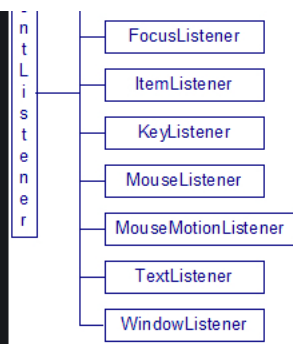 ntListener
FocusListener
ItemListener
KeyListener
MouseListener
MouseMotionListener
TextListener
WindowListener